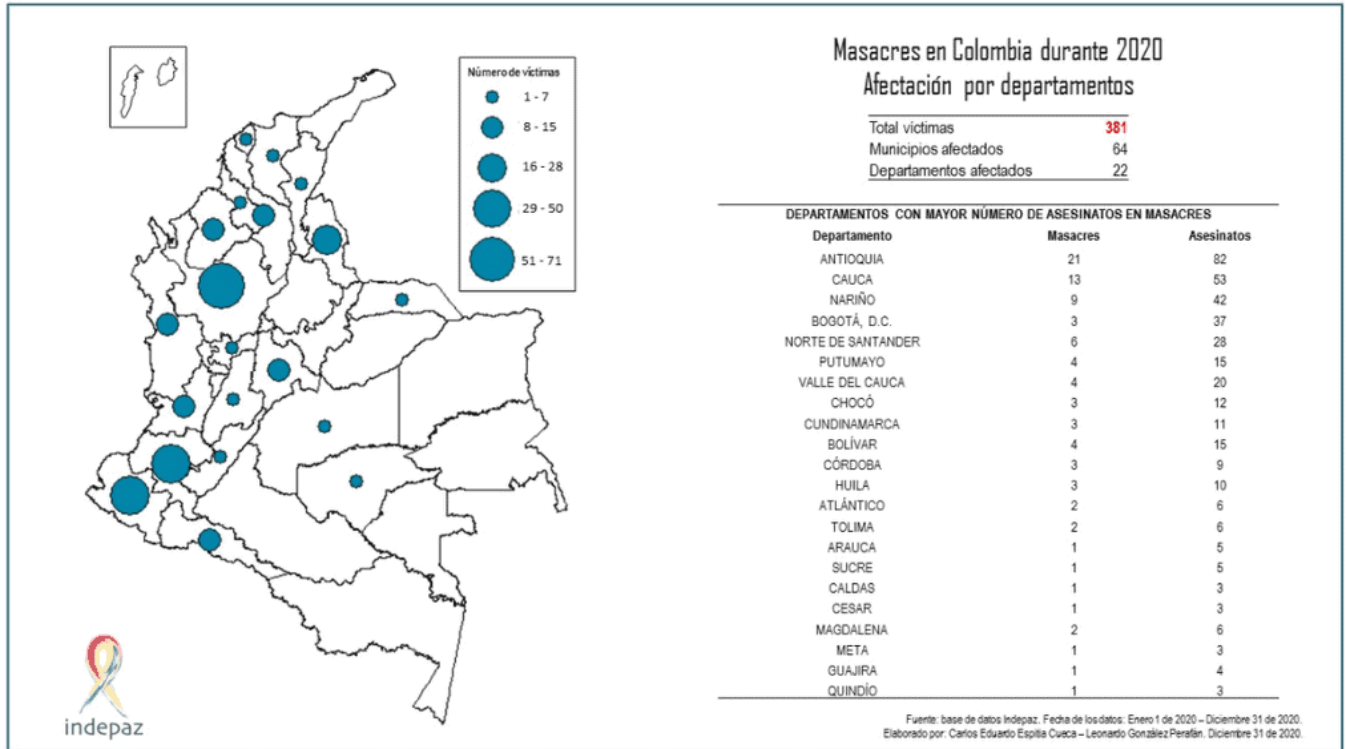 Número de víctimas
1 - 7
8 - 15
16 - 28
29 - 50
51 - 71
indepaz
Masacres en Colombia durante 2020
Afectación por departamentos
Total víctimas 381
Municipios afectados 64
Departamentos afectados 22
DEPARTAMENTOS CON MAYOR NÚMERO DE ASESINATOS EN MASACRES
Departamento Masacres Asesinatos
ANTIOQUIA 21 82
CAUCA 13 53
NARIÑO 9 42
BOGOTÁ, D.C. 3 37
NORTE DE SANTANDER 6 28
PUTUMAYO 4 15
VALLE DEL CAUCA 4 20
CHOCÓ 3 12
CUNDINAMARCA 3 11
BOLÍVAR 4 15
CÓRDOBA 3 9
HUILA 3 10
ATLÁNTICO 2 6
TOLIMA 2 6
ARAUCA 1 5
SUCRE 1 5
CALDAS 1 3
CESAR 1 3
MAGDALENA 2 6
META 1 3
GUAJIRA 1 4
QUINDÍO 1 3
Fuente: base de datos Indepaz. Fecha de los datos: Enero 1 de 2020 – Diciembre 31 de 2020.
Elaborado por: Carlos Eduardo Espitia Cueca – Leonardo González Perafán. Diciembre 31 de 2020.